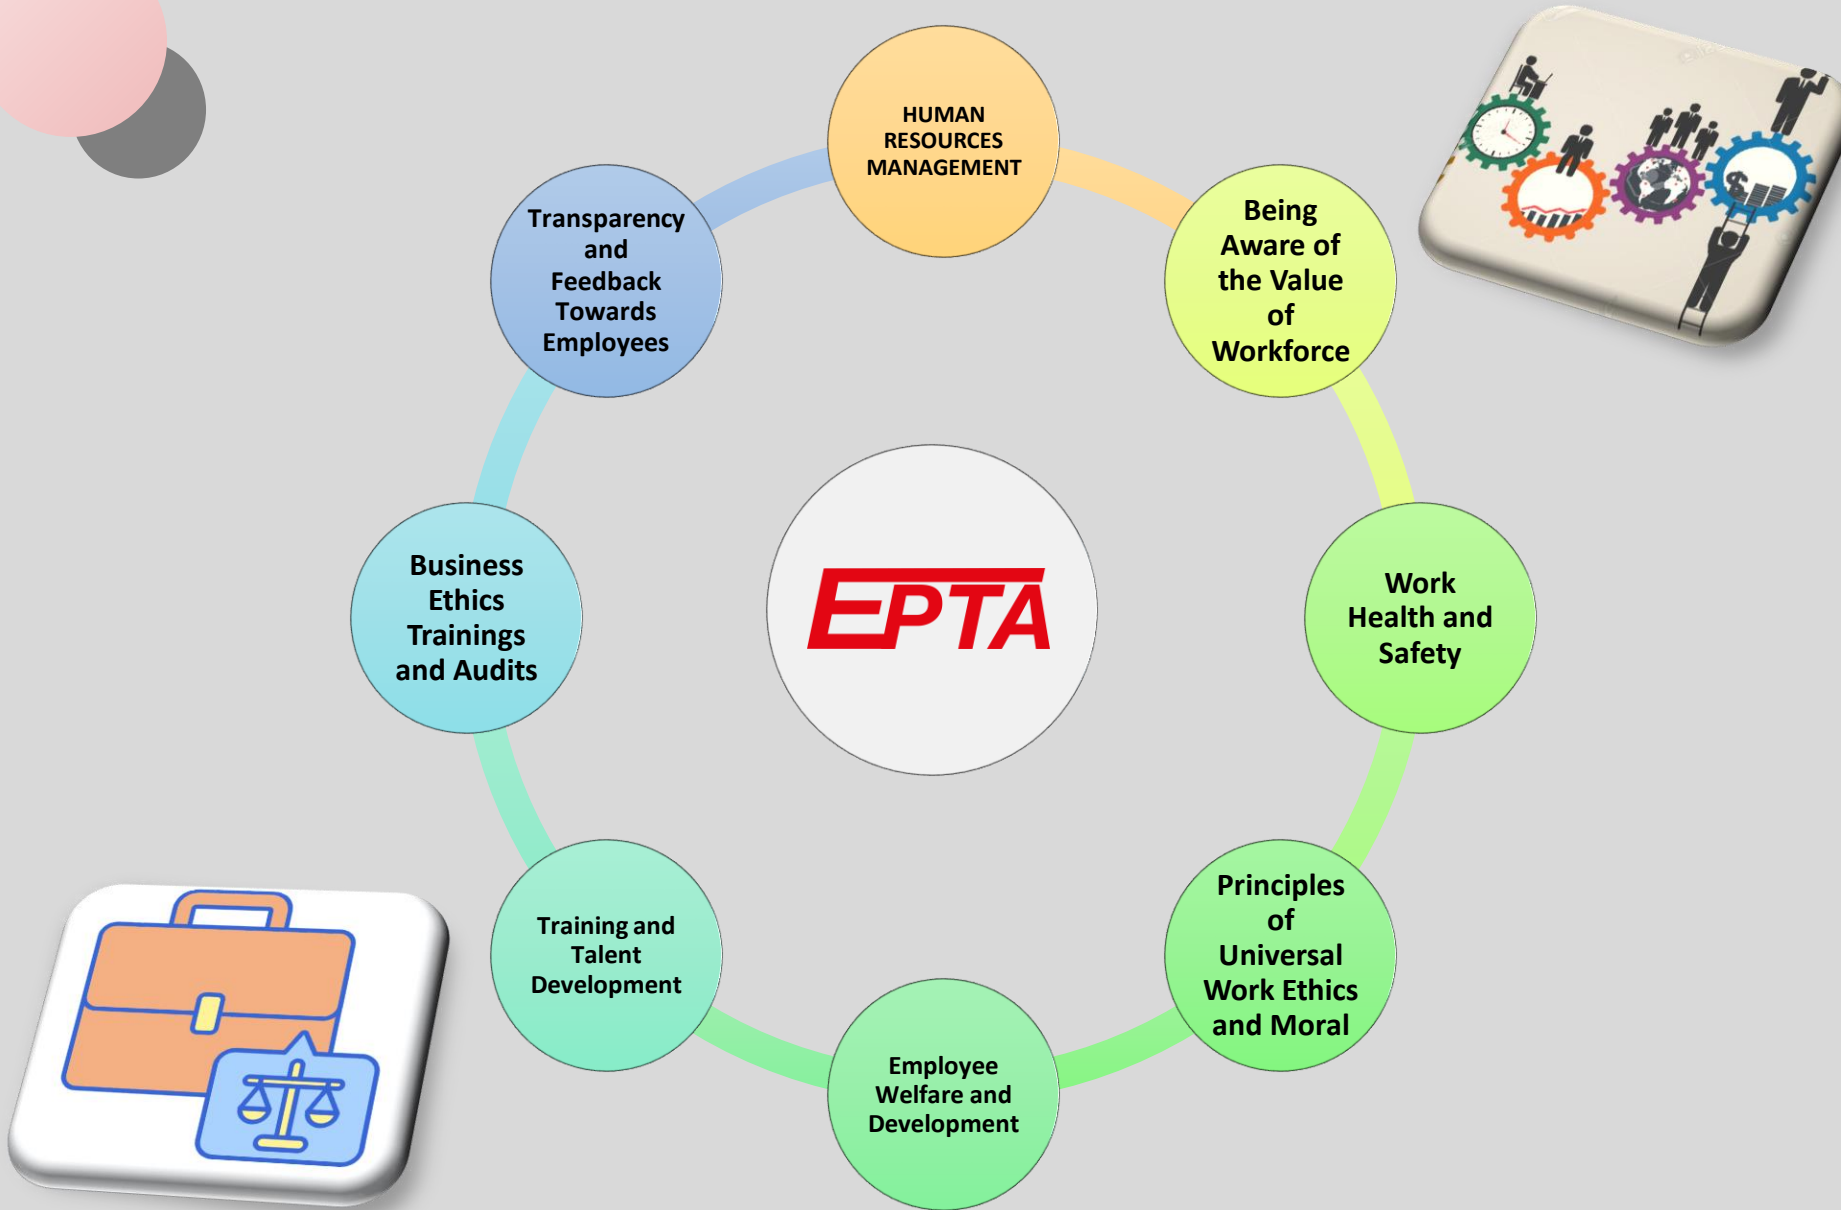 HUMAN
RESOURCES
MANAGEMENT
Being
Aware of
the Value
of
Workforce
Work
Health and
Safety
Principles
of
Universal
Work Ethics
and Moral
Employee
Welfare and
Development
Training and
Talent
Development
Business
Ethics
Trainings
and Audits
Transparency
and
Feedback
Towards
Employees
EPTA
$